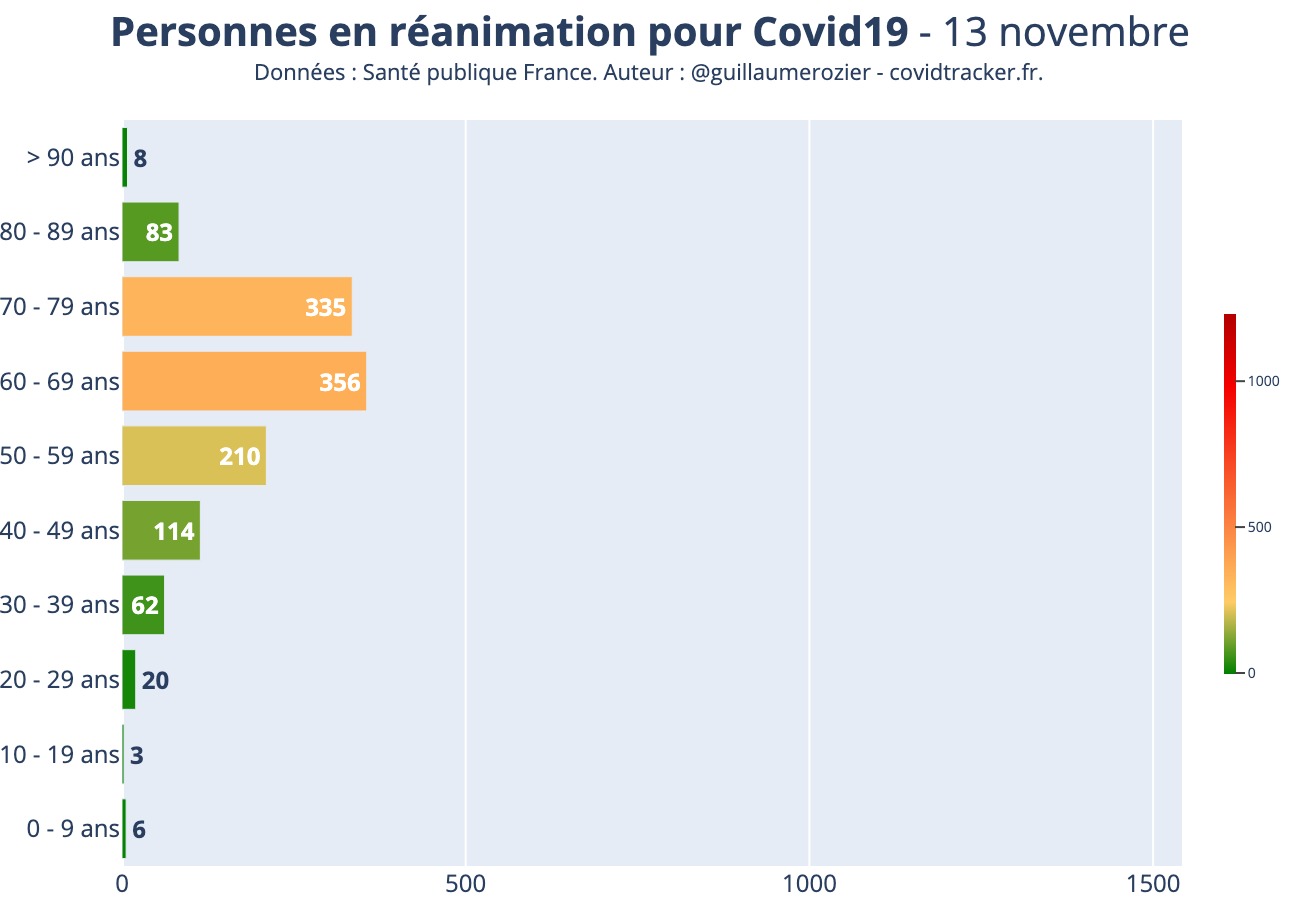 Personnes en réanimation pour Covid19 - 13 novembre
Données : Santé publique France. Auteur : @guillaumerozier - covidtracker.fr.
> 90 ans 8
80 - 89 ans 83
70 - 79 ans 335
60 - 69 ans 356
50 - 59 ans 210
40 - 49 ans 114
30 - 39 ans 62
20 - 29 ans 20
10 - 19 ans 3
0 - 9 ans 6
0 500 1000 1500
1000
500
0